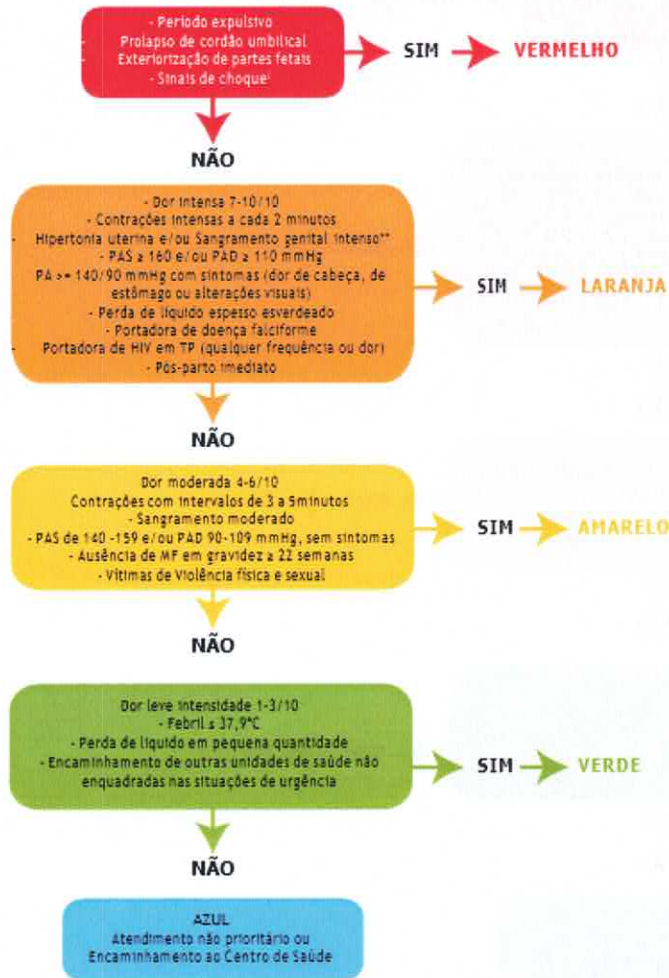 - Período expulsivo
- Prolapso de cordão umbilical
- Exteriorização de partes fetais
- Sinais de choque
SIM
VERMELHO
NÃO
- Dor intensa 7-10/10
- Contrações intensas a cada 2 minutos
- Hipertonia uterina e/ou Sangramento genital intenso**
- PAS ≥ 160 e/ou PAD ≥ 110 mmHg
PA >= 140/90 mmHg com sintomas (dor de cabeça, de
estômago ou alterações visuais)
- Perda de líquido espesso esverdeado
- Portadora de doença falciforme
- Portadora de HIV em TP (qualquer frequência ou dor)
- Pós-parto imediato
SIM
LARANJA
NÃO
Dor moderada 4-6/10
Contrações com intervalos de 3 a 5minutos
- Sangramento moderado
- PAS de 140 -159 e/ou PAD 90-109 mmHg, sem sintomas
- Ausência de MF em gravidez ≥ 22 semanas
- Vítimas de Violência física e sexual
SIM
AMARELO
NÃO
Dor leve intensidade 1-3/10
- Febril ≤ 37,9°C
- Perda de líquido em pequena quantidade
- Encaminhamento de outras unidades de saúde não
enquadradas nas situações de urgência
SIM
VERDE
NÃO
AZUL
Atendimento não prioritário ou
Encaminhamento ao Centro de Saúde